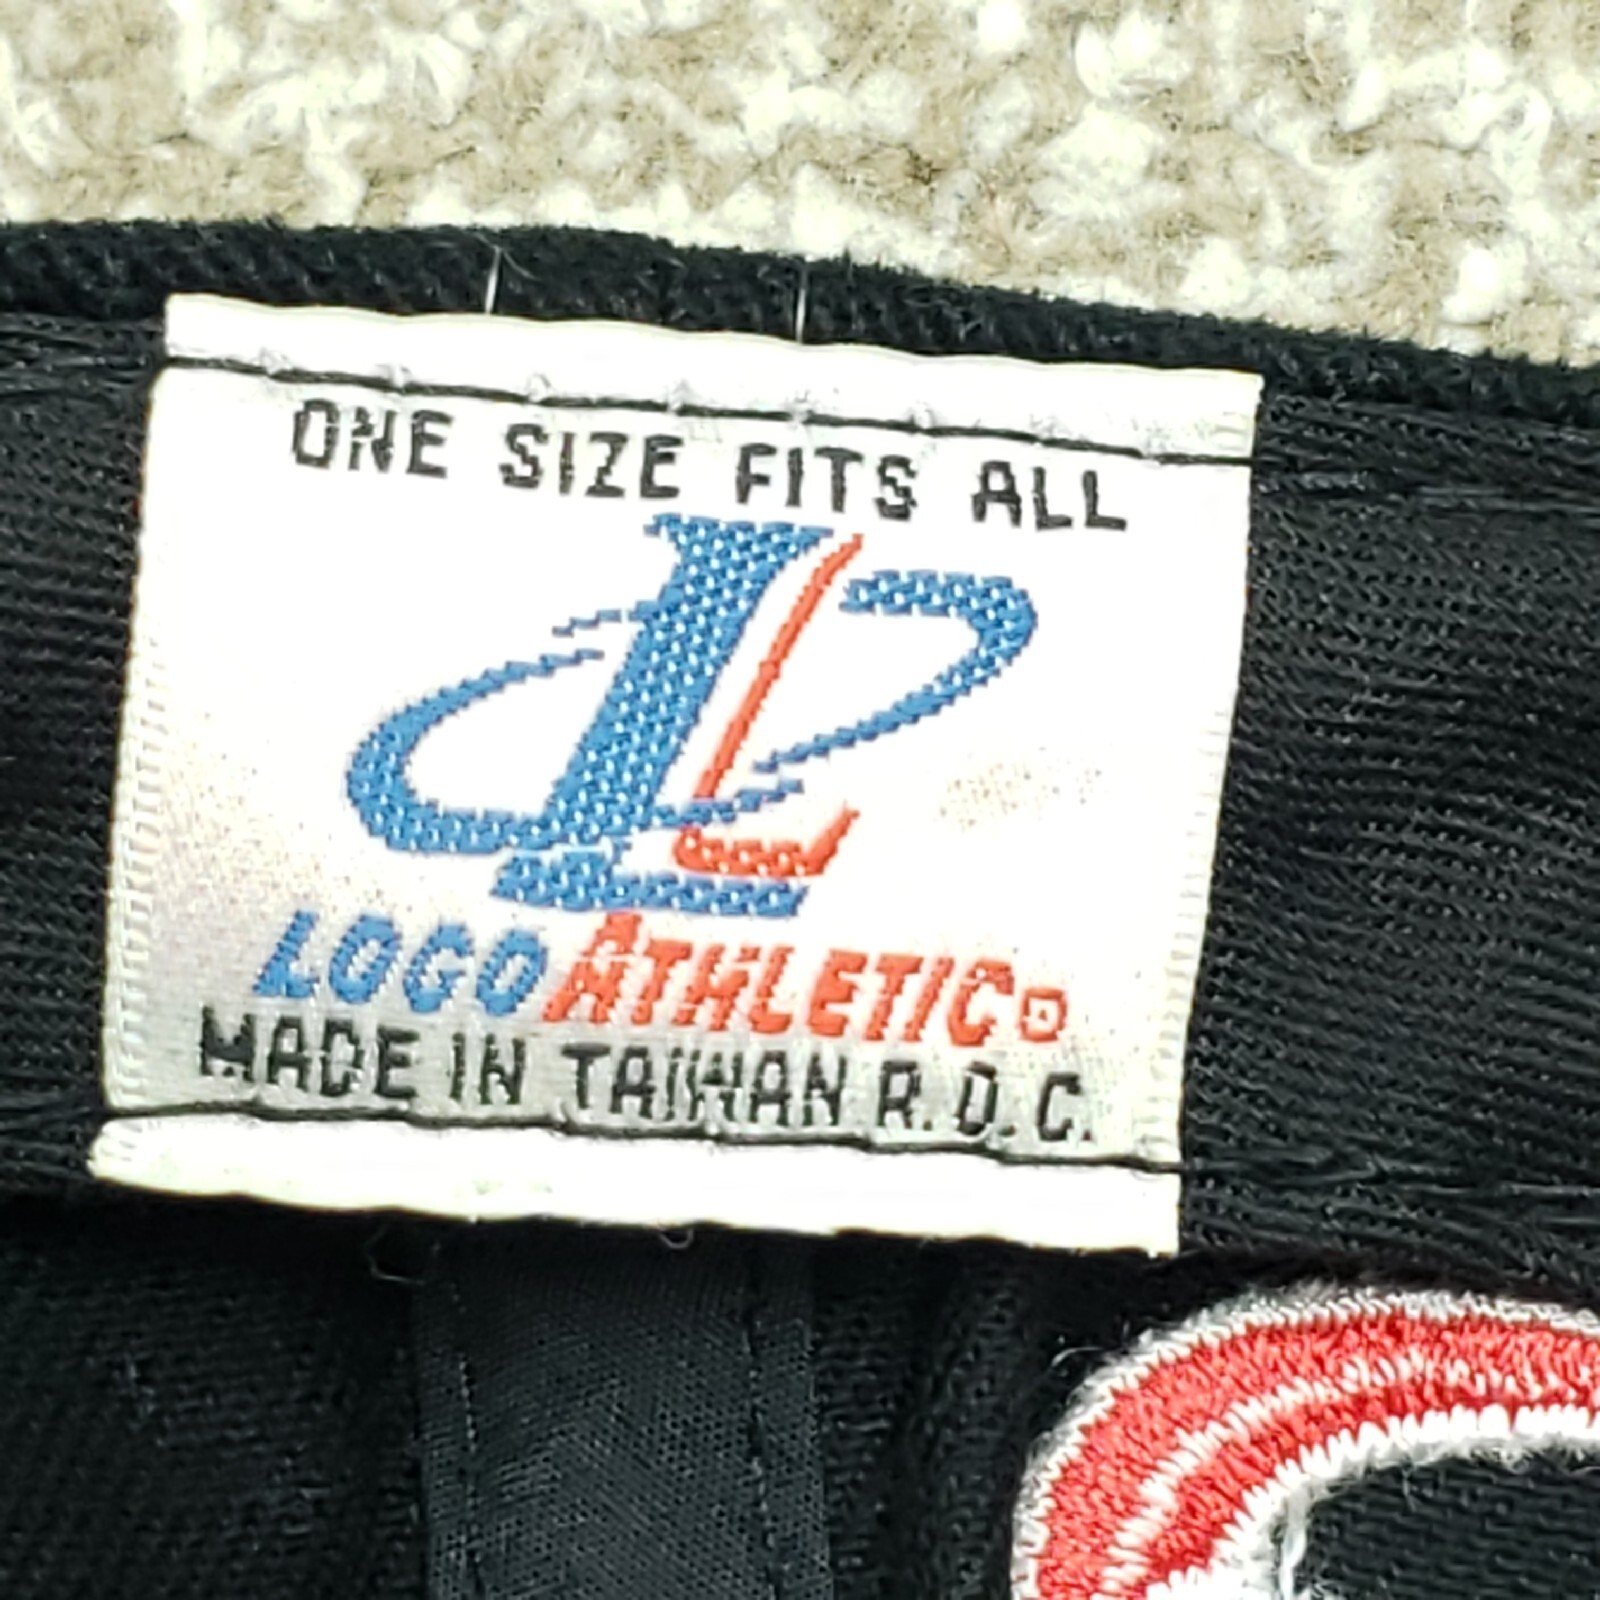 ONE SIZE FITS ALL
L
LOGO ATHLETIC
MADE IN TAIWAN R.O.C.